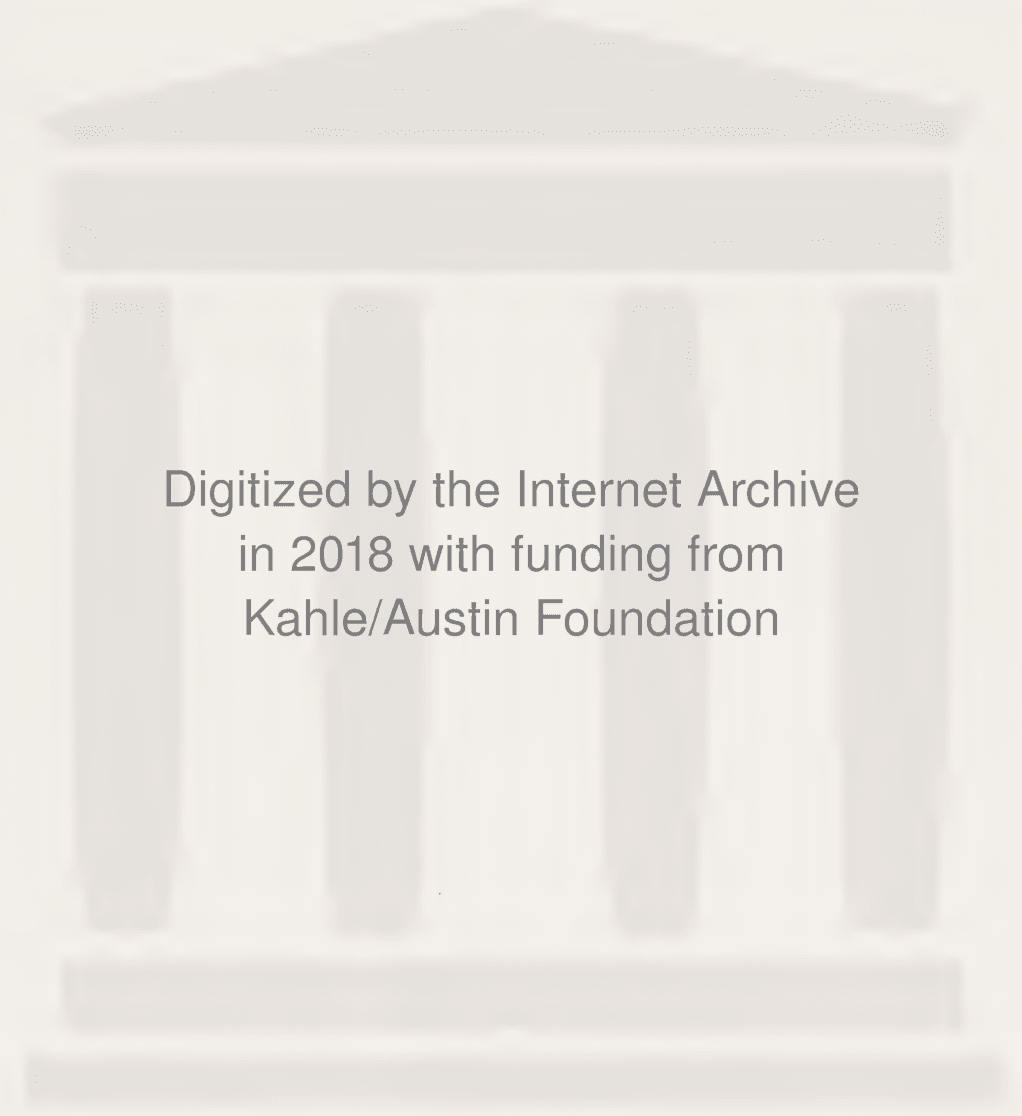 Digitized by the Internet Archive
in 2018 with funding from
Kahle/Austin Foundation